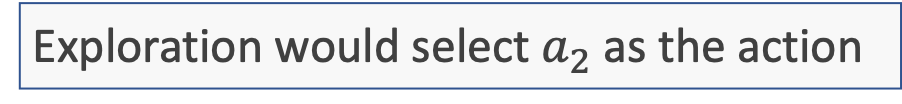 Exploration would select a₂ as the action